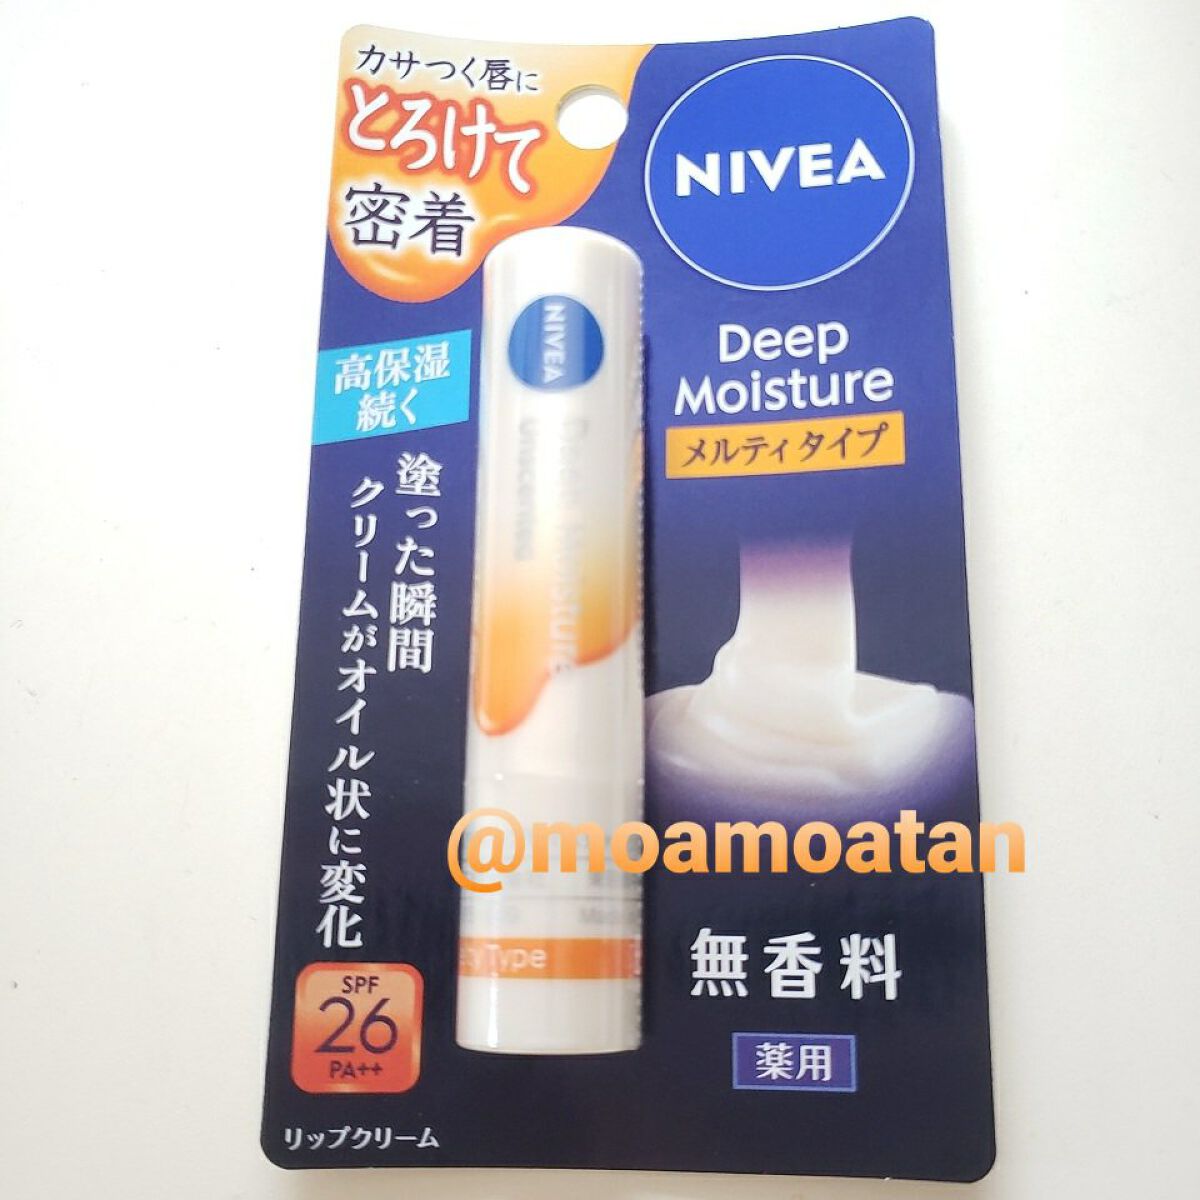 カサつく唇に
とろけて
密着
NIVEA
Deep
Moisture
メルティタイプ
高保湿
続く
塗った瞬間
クリームがオイル状に変化
NIVEA
Deep Moisture
@moamoatan
Type
無香料
薬用
SPF
26
PA++
リップクリーム